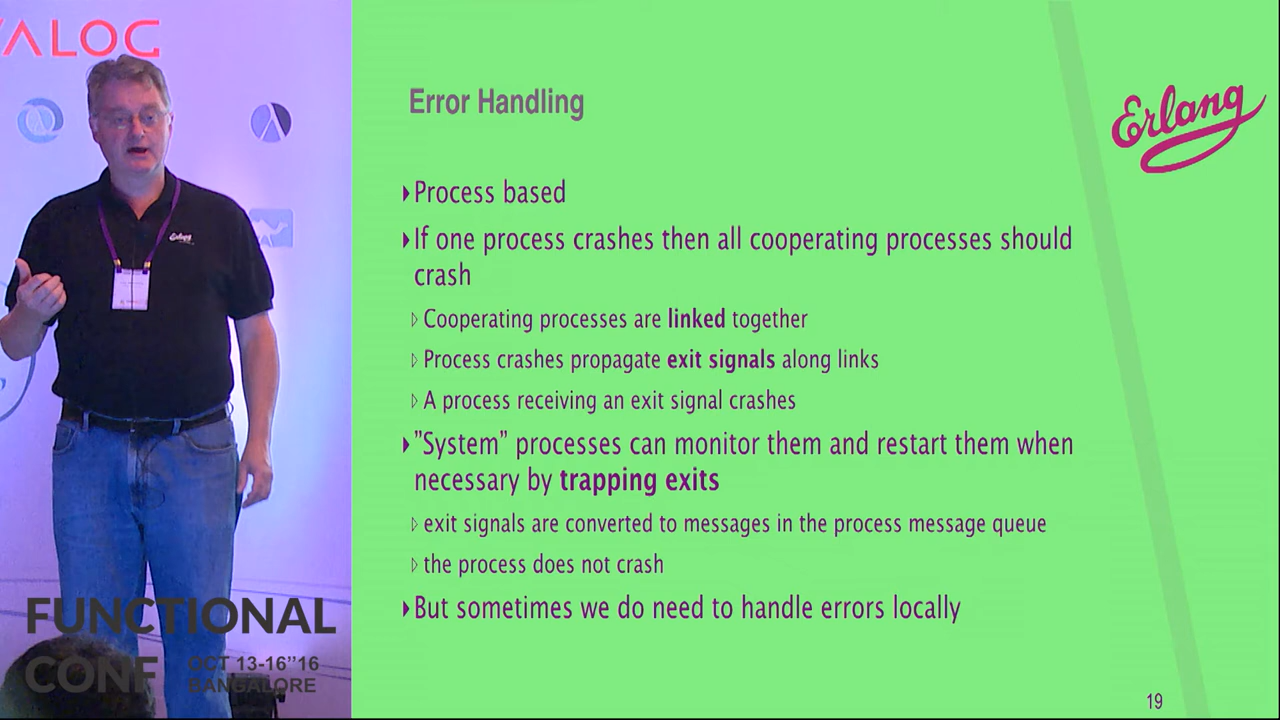 VALOG
Error Handling
Erlang
Process based
If one process crashes then all cooperating processes should
crash
Cooperating processes are linked together
Process crashes propagate exit signals along links
A process receiving an exit signal crashes
"System" processes can monitor them and restart them when
necessary by trapping exits
exit signals are converted to messages in the process message queue
the process does not crash
But sometimes we do need to handle errors locally
19
Erlang
FUNCTIONAL
CONF
OCT 13-16"16
BANGALORE